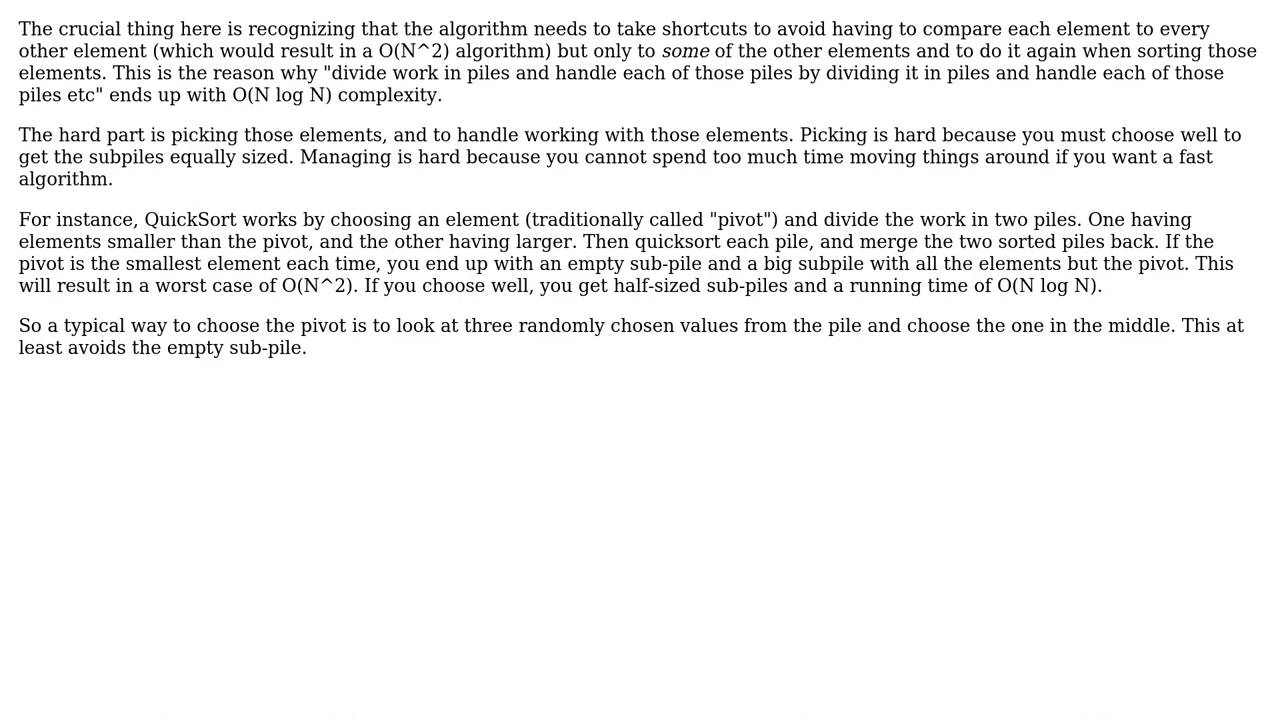 The crucial thing here is recognizing that the algorithm needs to take shortcuts to avoid having to compare each element to every
other element (which would result in a O(N^2) algorithm) but only to some of the other elements and to do it again when sorting those
elements. This is the reason why "divide work in piles and handle each of those piles by dividing it in piles and handle each of those
piles etc" ends up with O(N log N) complexity.
The hard part is picking those elements, and to handle working with those elements. Picking is hard because you must choose well to
get the subpiles equally sized. Managing is hard because you cannot spend too much time moving things around if you want a fast
algorithm.
For instance, QuickSort works by choosing an element (traditionally called "pivot") and divide the work in two piles. One having
elements smaller than the pivot, and the other having larger. Then quicksort each pile, and merge the two sorted piles back. If the
pivot is the smallest element each time, you end up with an empty sub-pile and a big subpile with all the elements but the pivot. This
will result in a worst case of O(N^2). If you choose well, you get half-sized sub-piles and a running time of O(N log N).
So a typical way to choose the pivot is to look at three randomly chosen values from the pile and choose the one in the middle. This at
least avoids the empty sub-pile.